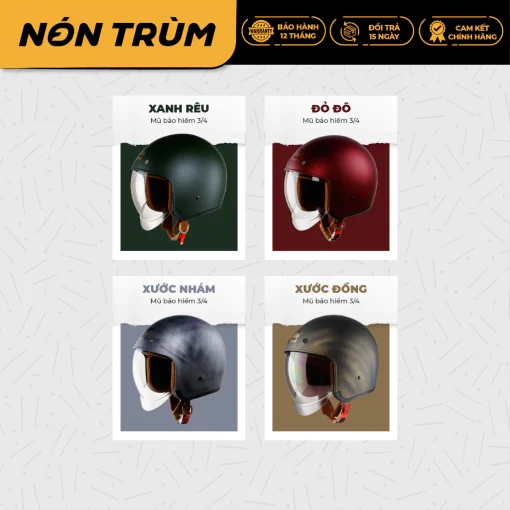 NÓN TRÙM
BẢO HÀNH
12 THÁNG
ĐỔI TRẢ
15 NGÀY
CAM KẾT
CHÍNH HÃNG
WARRANTY
XANH RÊU
Mũ bảo hiểm 3/4
ĐỎ ĐÔ
Mũ bảo hiểm 3/4
XƯỚC NHÁM
Mũ bảo hiểm 3/4
XƯỚC ĐỒNG
Mũ bảo hiểm 3/4